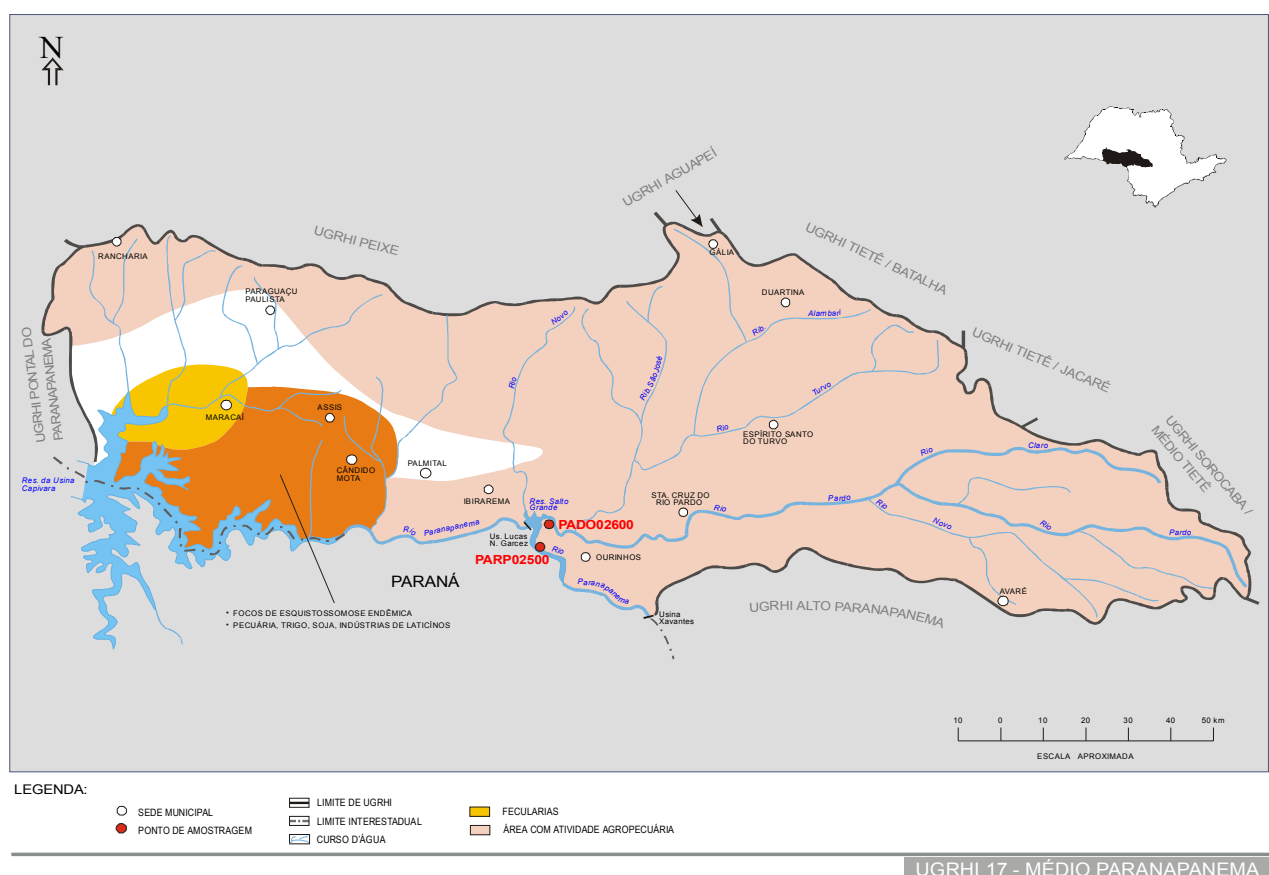 N
UGRHI AGUAPEÍ
UGRHI PEIXE
UGRHI TIETÊ / BATALHA
RANCHARIA
GÁLIA
PARAGUAÇU
PAULISTA
DUARTINA
Rio Novo
Rib. Alambari
UGRHI PONTAL DO
PARANAPANEMA
UGRHI TIETÊ / JACARÉ
Rib. São José
Rio Turvo
MARACAÍ
ASSIS
ESPÍRITO SANTO
DO TURVO
UGRHI SOROCABA /
MÉDIO TIETÊ
Rio Claro
CÂNDIDO
MOTA
PALMITAL
Res. da Usina
Capivara
IBIRAREMA
Res. Salto
Grande
STA. CRUZ DO
RIO PARDO
Rio Pardo
Rio Novo
Rio Pardo
Rio Paranapanema
PADO02600
Us. Lucas
N. Garcez
PARP02500
Rio Paranapanema
OURINHOS
PARANÁ
AVARÉ
UGRHI ALTO PARANAPANEMA
Usina
Xavantes
• FOCOS DE ESQUISTOSSOMOSE ENDÊMICA
• PECUÁRIA, TRIGO, SOJA, INDÚSTRIAS DE LATICÍNOS
10 0 10 20 30 40 50 km
ESCALA APROXIMADA
LEGENDA:
SEDE MUNICIPAL
PONTO DE AMOSTRAGEM
LIMITE DE UGRHI
LIMITE INTERESTADUAL
CURSO D'ÁGUA
FECULARIAS
ÁREA COM ATIVIDADE AGROPECUÁRIA
UGRHI 17 - MÉDIO PARANAPANEMA